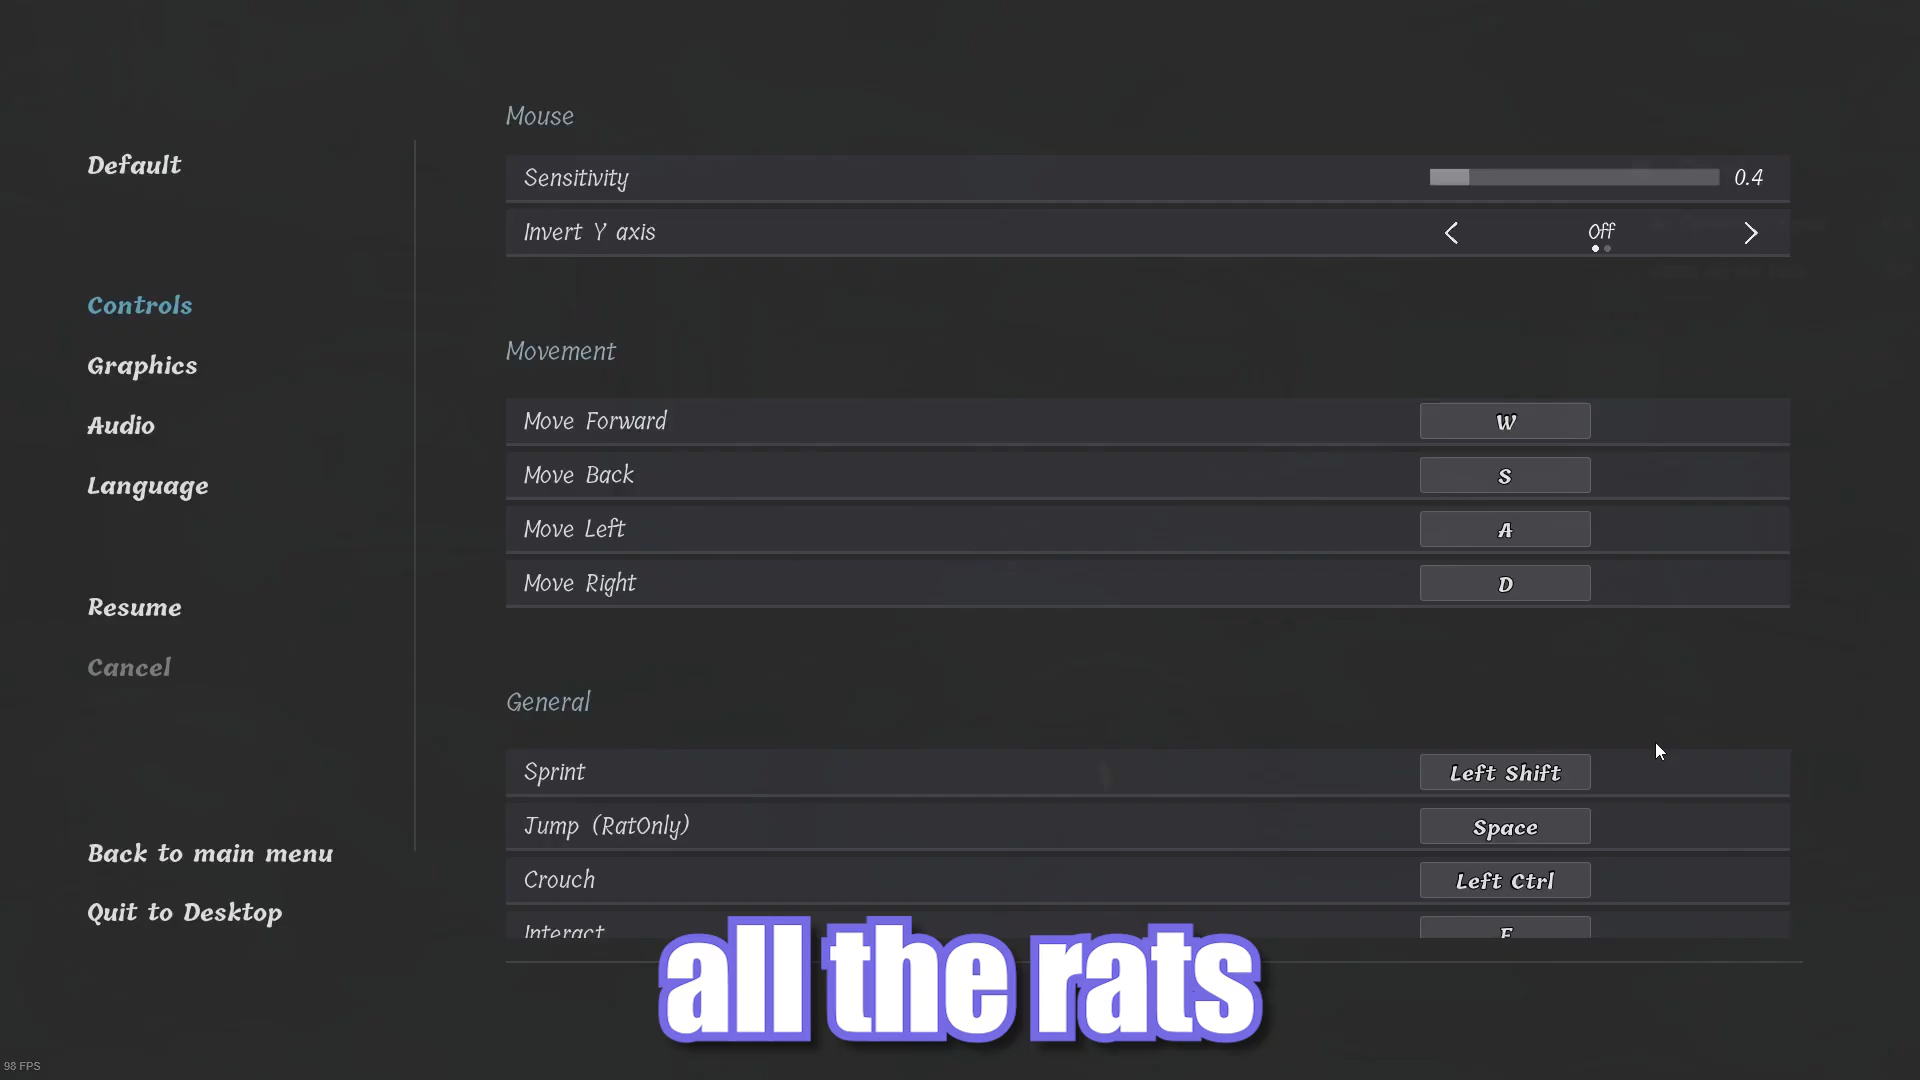 Default
Controls
Graphics
Audio
Language
Resume
Cancel
Back to main menu
Quit to Desktop
Mouse
Sensitivity 0.4
Invert Y axis Off
Movement
Move Forward W
Move Back S
Move Left A
Move Right D
General
Sprint Left Shift
Jump (RatOnly) Space
Crouch Left Ctrl
Interact
all the rats
98 FPS